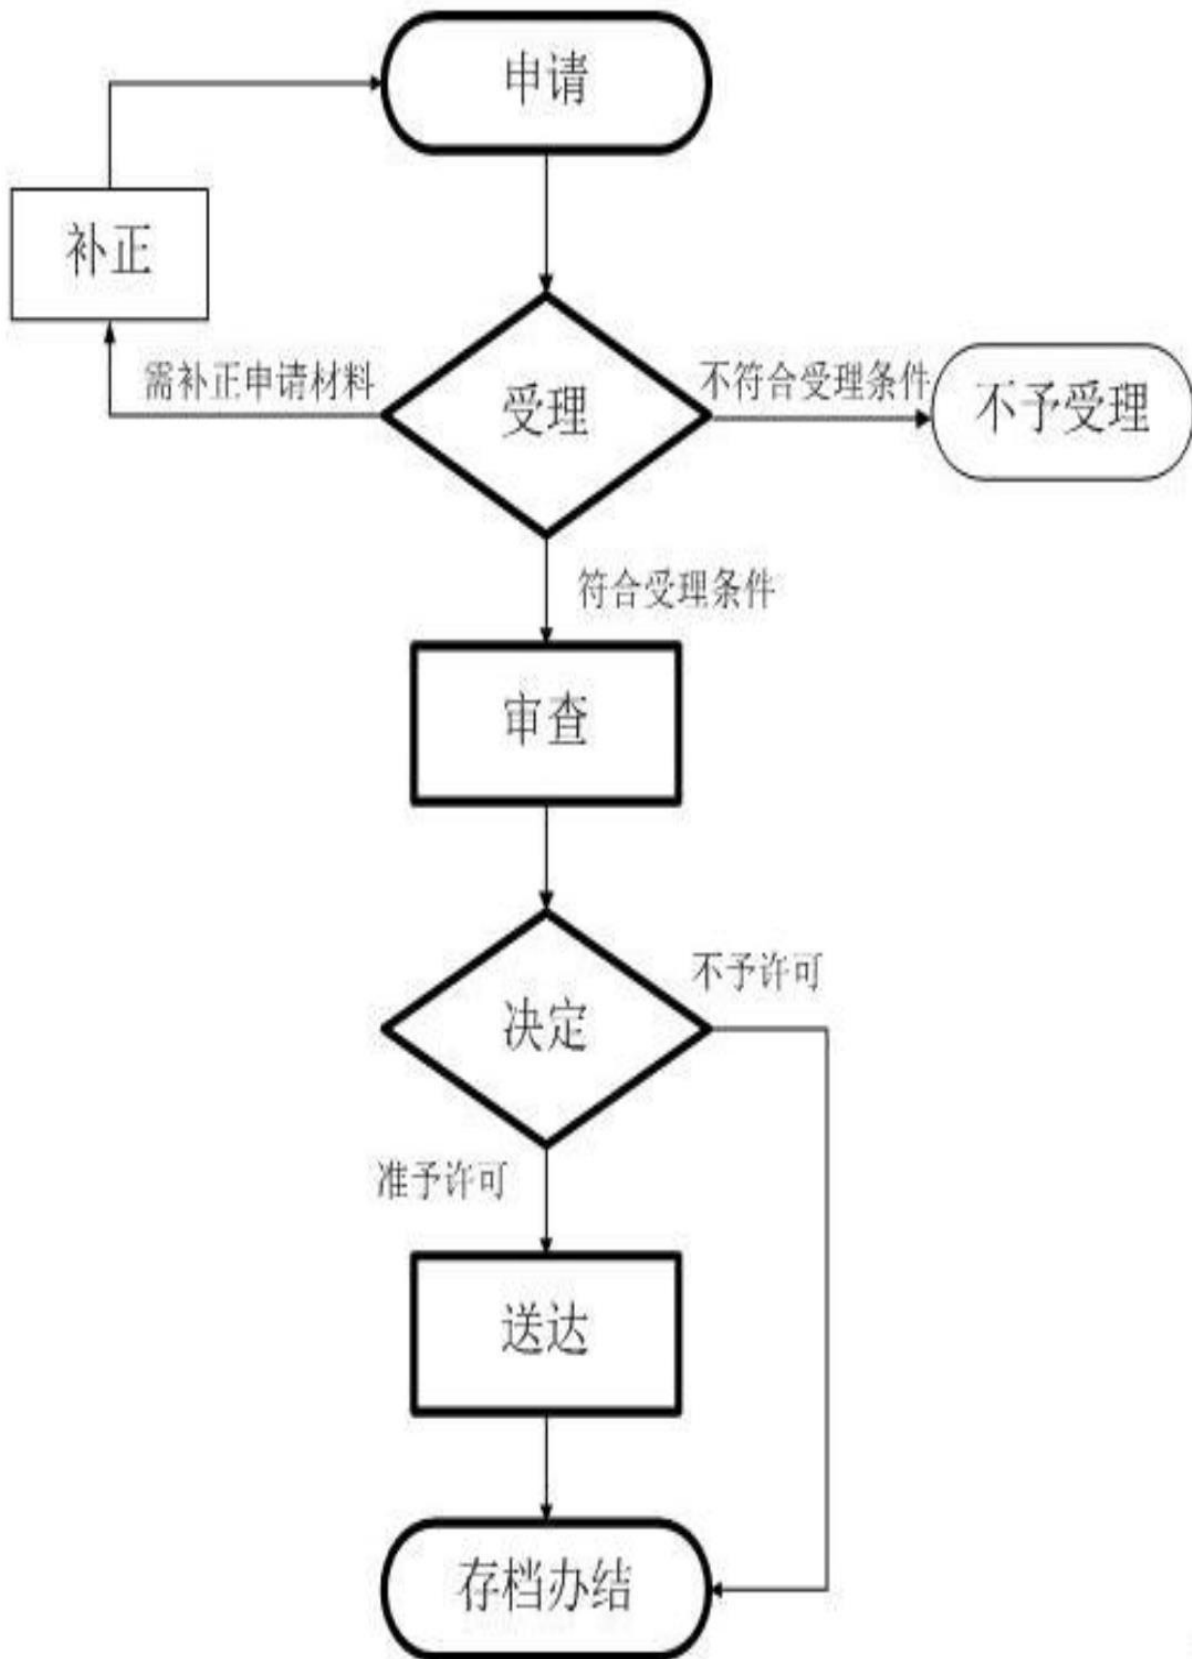 申请
补正
需补正申请材料
受理
不符合受理条件
不予受理
符合受理条件
审查
决定
不予许可
准予许可
送达
存档办结